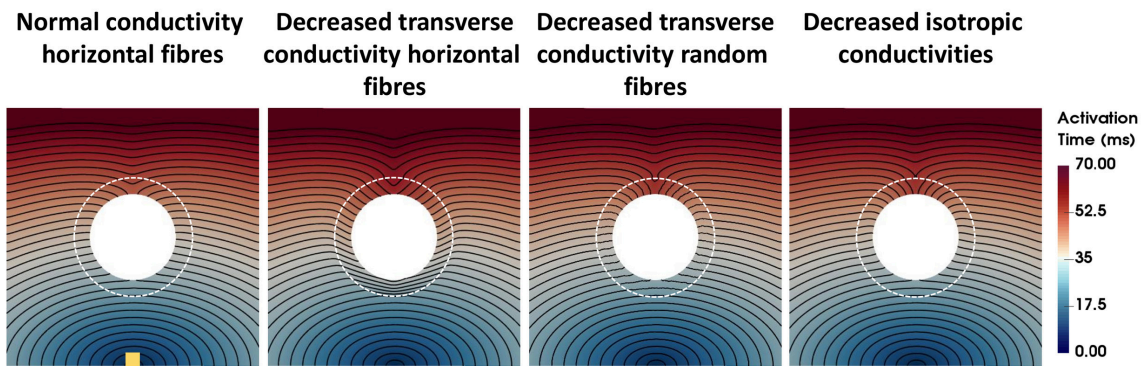 Normal conductivity
horizontal fibres
Decreased transverse
conductivity horizontal
fibres
Decreased transverse
conductivity random
fibres
Decreased isotropic
conductivities
Activation
Time (ms)
70.00
52.5
35
17.5
0.00